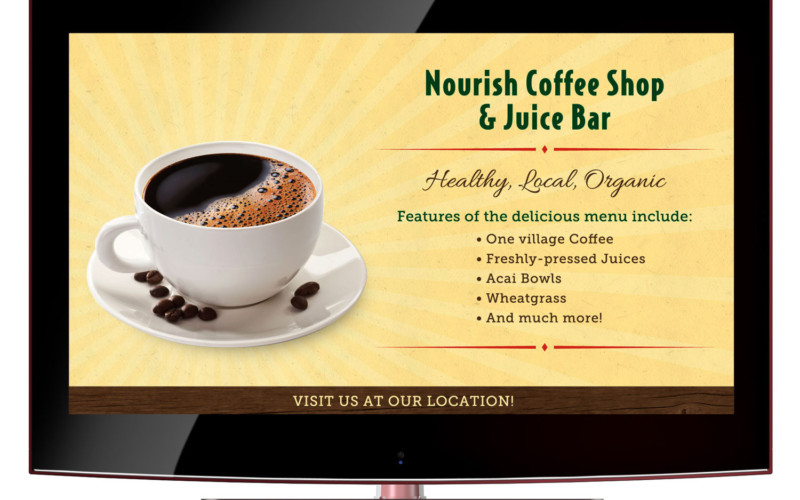 Nourish Coffee Shop
& Juice Bar
Healthy, Local, Organic
Features of the delicious menu include:
• One village Coffee
• Freshly-pressed Juices
• Acai Bowls
• Wheatgrass
• And much more!
VISIT US AT OUR LOCATION!